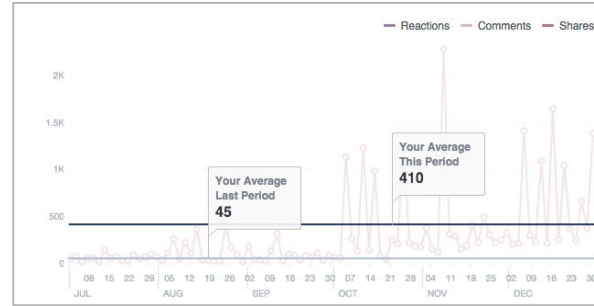 Reactions Comments Shares
2K
1.5K
1K
500
0
Your Average
Last Period
45
Your Average
This Period
410
08 15 22 29 05 12 19 26 02 09 16 23 30 07 14 21 28 04 11 18 25 02 09 16 23 30
JUL AUG SEP OCT NOV DEC